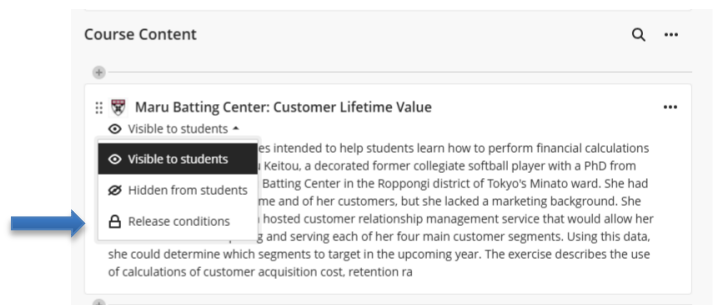 Course Content
Maru Batting Center: Customer Lifetime Value
Visible to students
Visible to students
Hidden from students
Release conditions
es intended to help students learn how to perform financial calculations
Keitou, a decorated former collegiate softball player with a PhD from
Batting Center in the Roppongi district of Tokyo's Minato ward. She had
me and of her customers, but she lacked a marketing background. She
hosted customer relationship management service that would allow her
g and serving each of her four main customer segments. Using this data,
she could determine which segments to target in the upcoming year. The exercise describes the use
of calculations of customer acquisition cost, retention ra